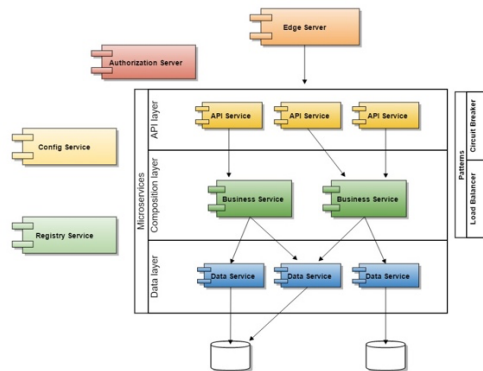 Edge Server
Authorization Server
API Service
API Service
API Service
API layer
Config Service
Microservices
Composition layer
Business Service
Business Service
Patterns
Circuit Breaker
Load Balancer
Registry Service
Data layer
Data Service
Data Service
Data Service